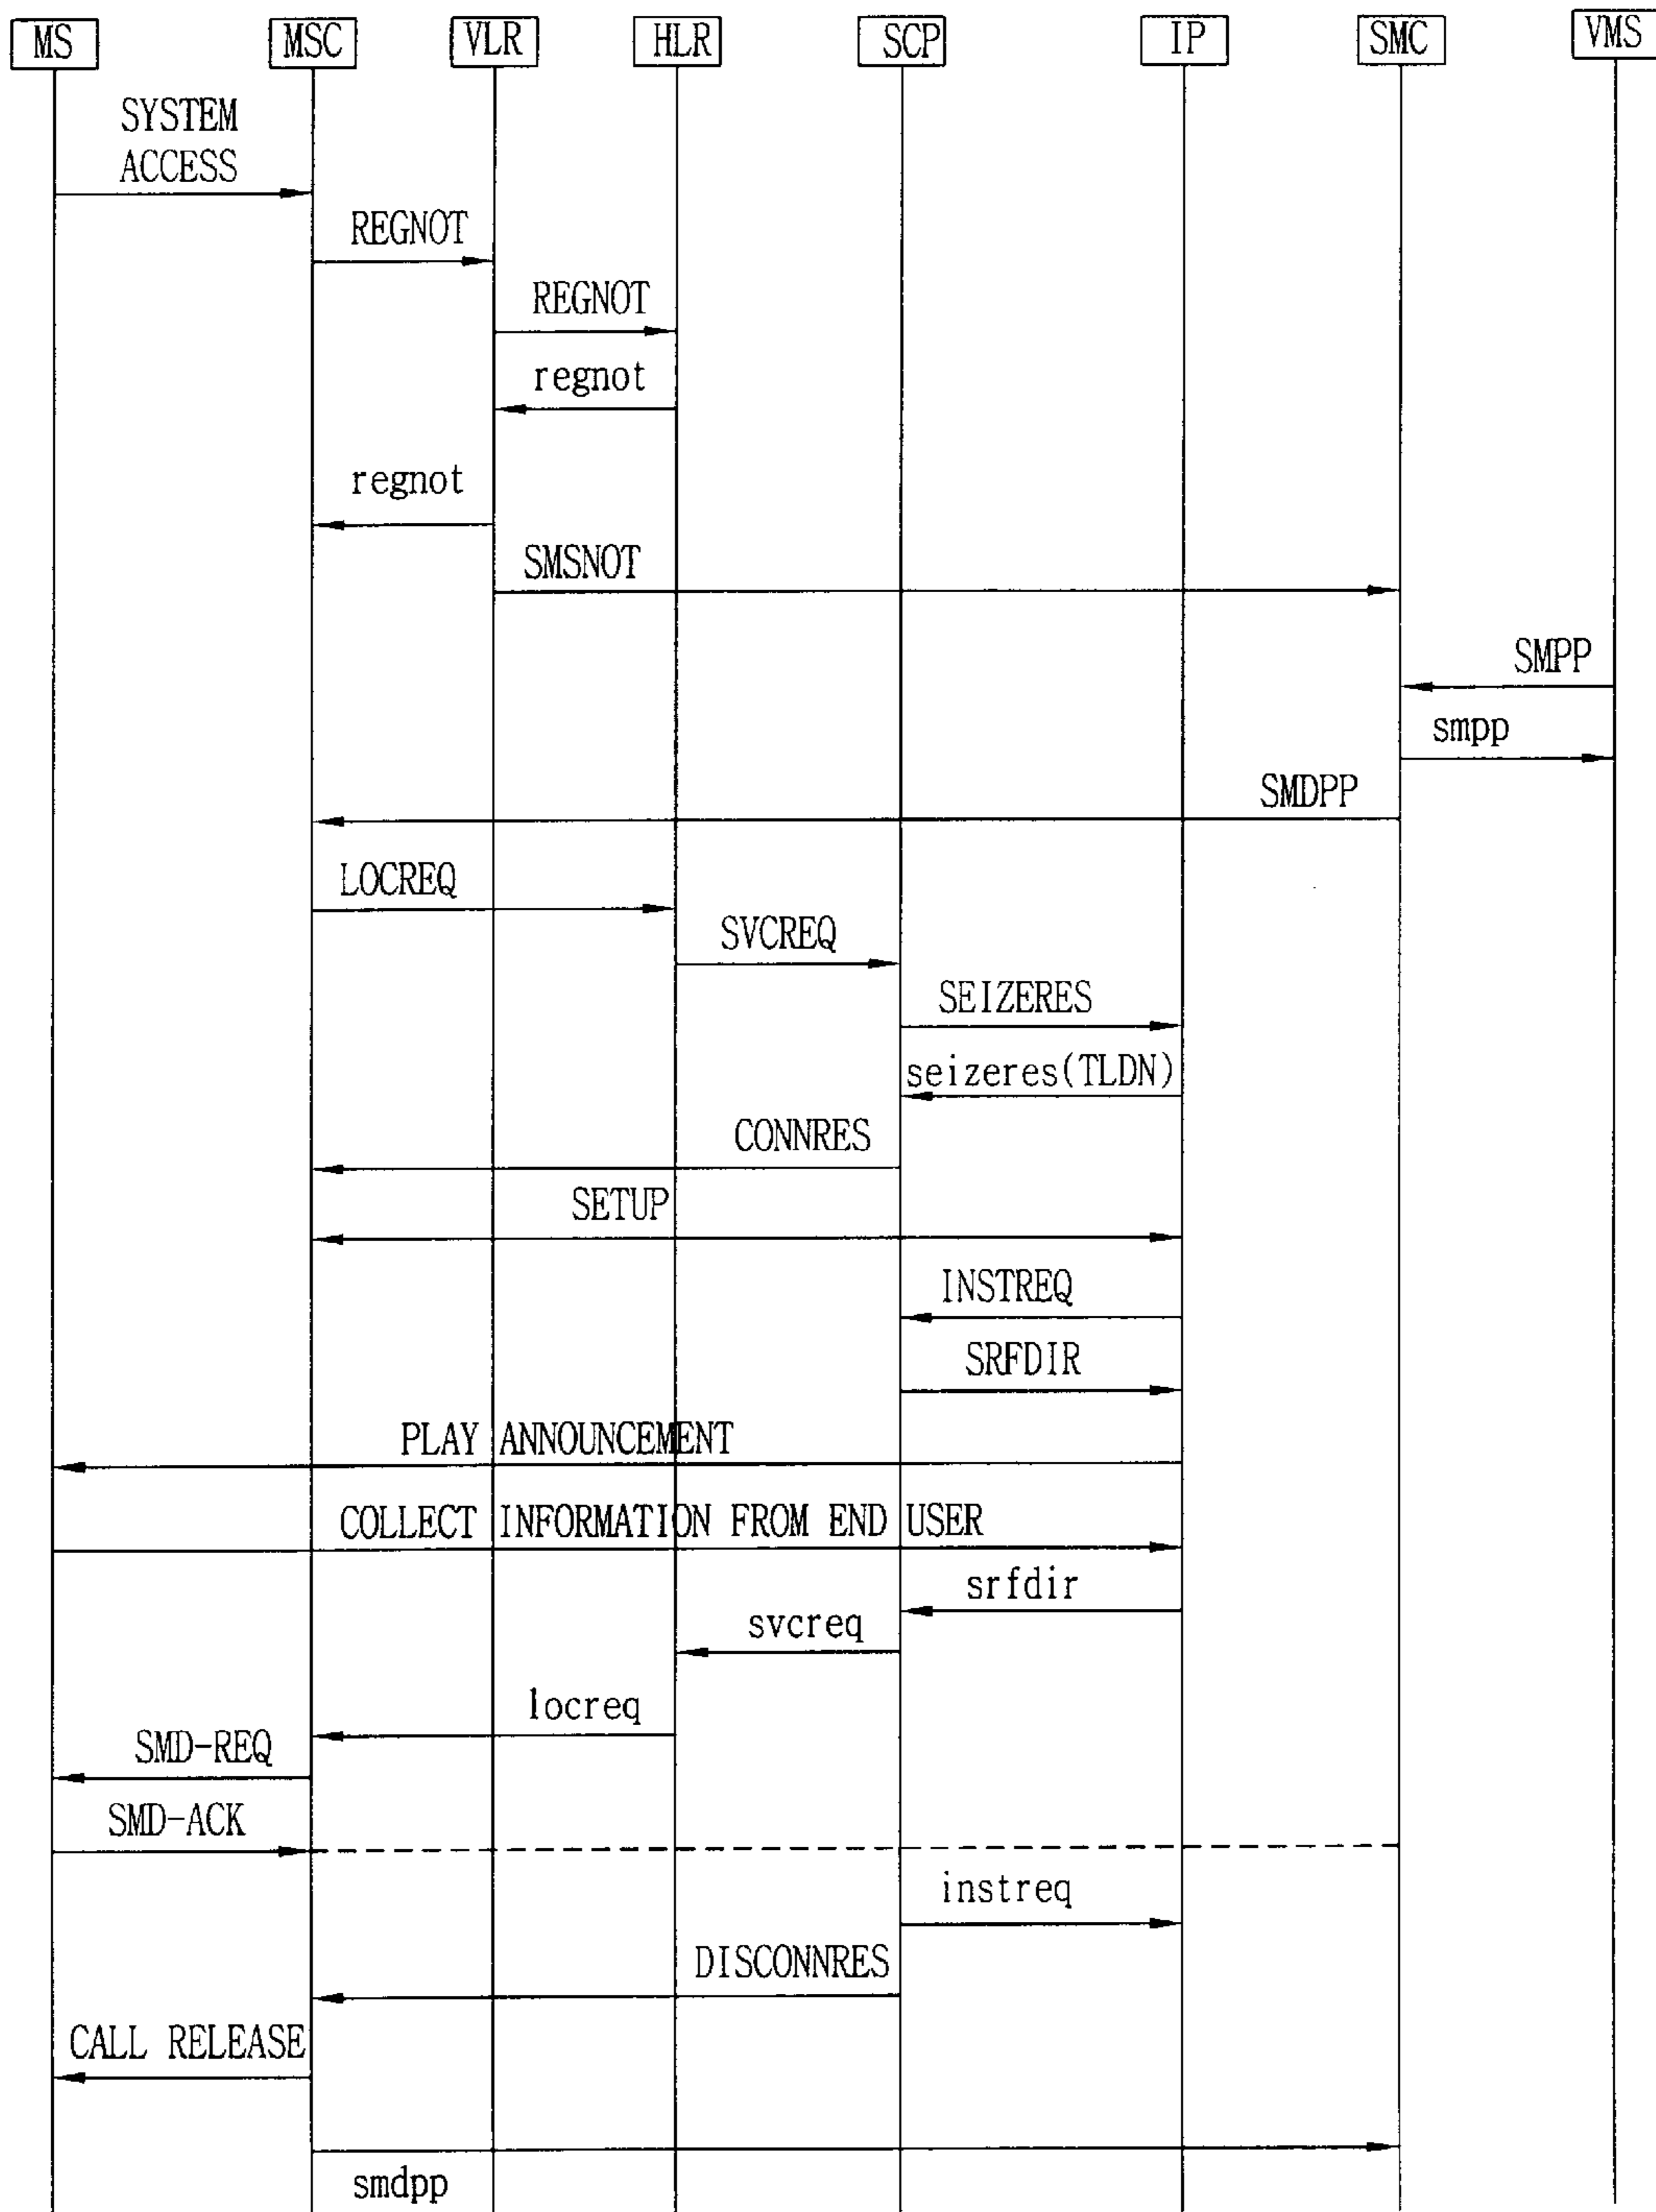 MS
MSC
VLR
HLR
SCP
IP
SMC
VMS
SYSTEM
ACCESS
REGNOT
REGNOT
regnot
regnot
SMSNOT
SMPP
smpp
SMDPP
LOCREQ
SVCREQ
SEIZERES
seizeres(TLDN)
CONNRES
SETUP
INSTREQ
SRFDIR
PLAY ANNOUNCEMENT
COLLECT INFORMATION FROM END USER
srfdir
svcreq
locreq
SMD-REQ
SMD-ACK
instreq
DISCONNRES
CALL RELEASE
smdpp